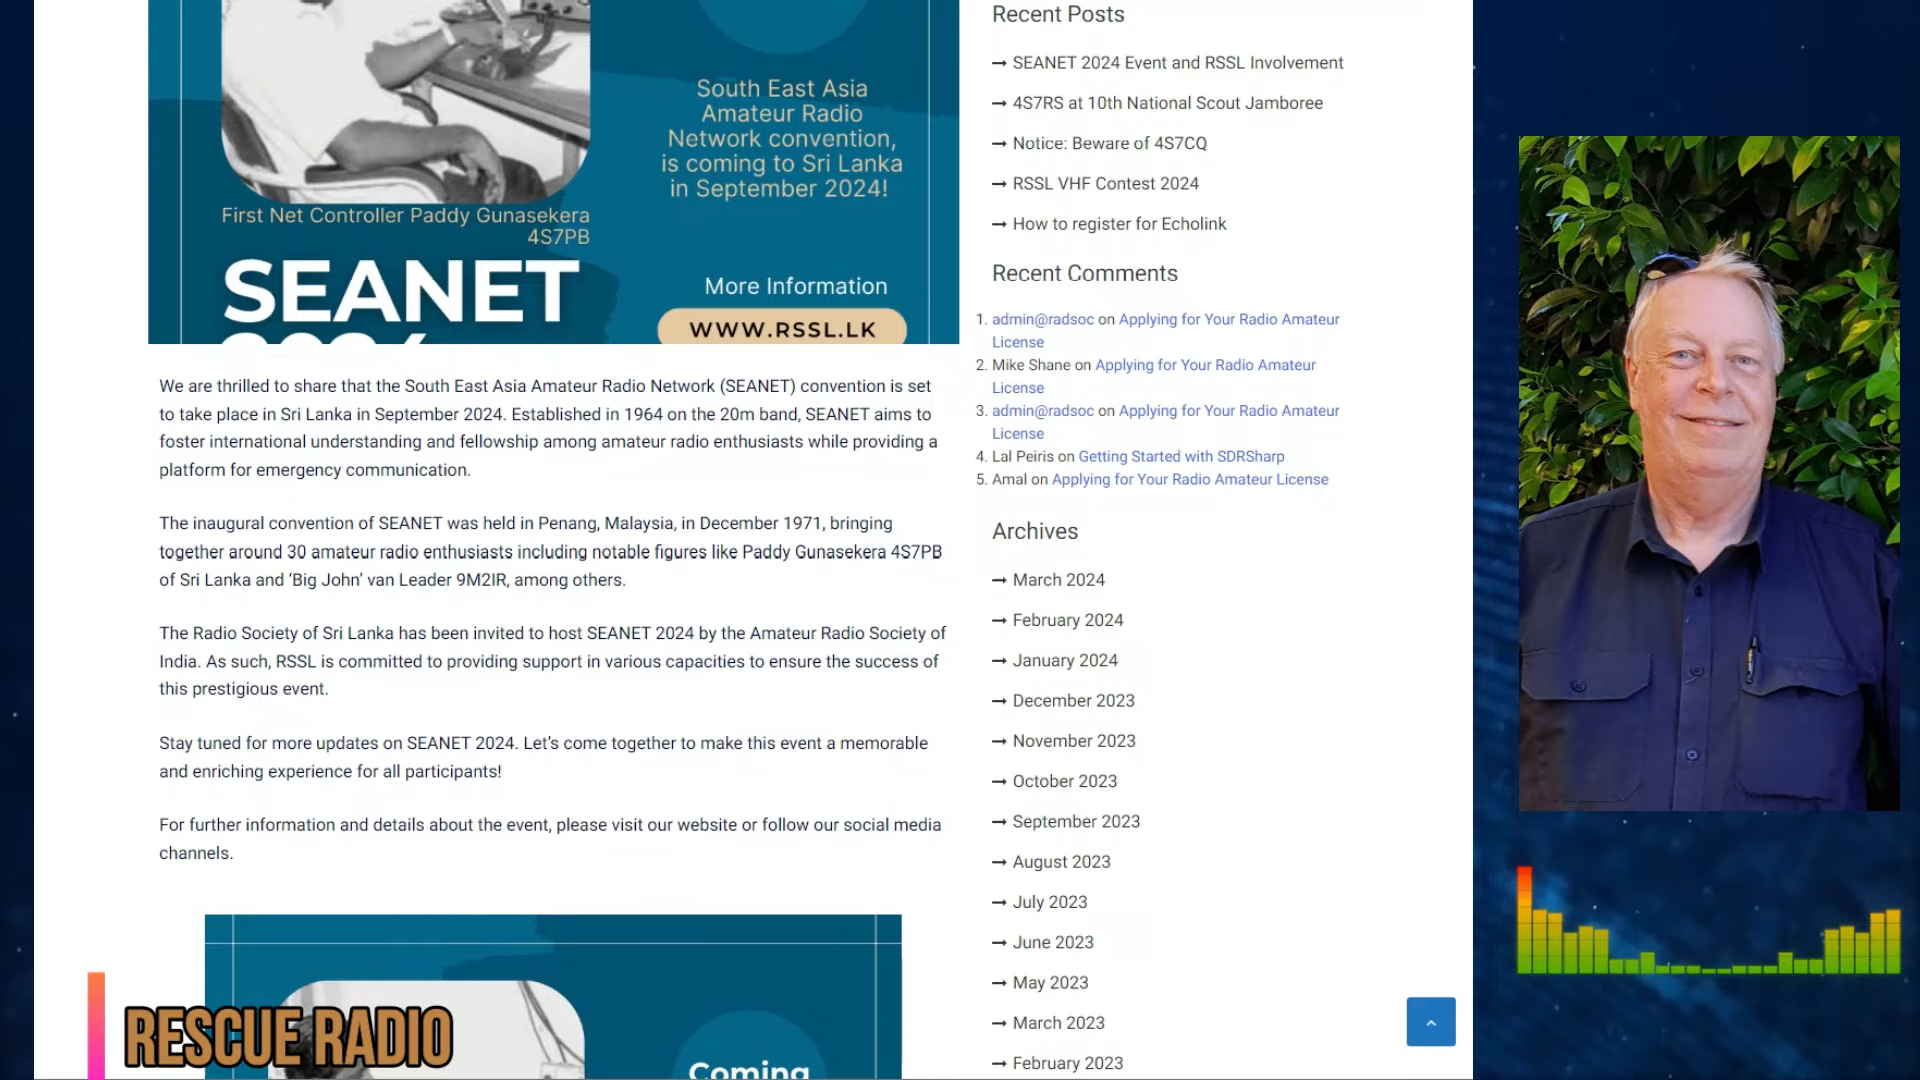 South East Asia
Amateur Radio
Network convention,
is coming to Sri Lanka
in September 2024!
First Net Controller Paddy Gunasekera
4S7PB
SEANET
2024
More Information
WWW.RSSL.LK
We are thrilled to share that the South East Asia Amateur Radio Network (SEANET) convention is set
to take place in Sri Lanka in September 2024. Established in 1964 on the 20m band, SEANET aims to
foster international understanding and fellowship among amateur radio enthusiasts while providing a
platform for emergency communication.
The inaugural convention of SEANET was held in Penang, Malaysia, in December 1971, bringing
together around 30 amateur radio enthusiasts including notable figures like Paddy Gunasekera 4S7PB
of Sri Lanka and ‘Big John’ van Leader 9M2IR, among others.
The Radio Society of Sri Lanka has been invited to host SEANET 2024 by the Amateur Radio Society of
India. As such, RSSL is committed to providing support in various capacities to ensure the success of
this prestigious event.
Stay tuned for more updates on SEANET 2024. Let’s come together to make this event a memorable
and enriching experience for all participants!
For further information and details about the event, please visit our website or follow our social media
channels.
Coming
RESCUE RADIO
Recent Posts
→ SEANET 2024 Event and RSSL Involvement
→ 4S7RS at 10th National Scout Jamboree
→ Notice: Beware of 4S7CQ
→ RSSL VHF Contest 2024
→ How to register for Echolink
Recent Comments
1. admin@radsoc on Applying for Your Radio Amateur
License
2. Mike Shane on Applying for Your Radio Amateur
License
3. admin@radsoc on Applying for Your Radio Amateur
License
4. Lal Peiris on Getting Started with SDRSharp
5. Amal on Applying for Your Radio Amateur License
Archives
→ March 2024
→ February 2024
→ January 2024
→ December 2023
→ November 2023
→ October 2023
→ September 2023
→ August 2023
→ July 2023
→ June 2023
→ May 2023
→ March 2023
→ February 2023